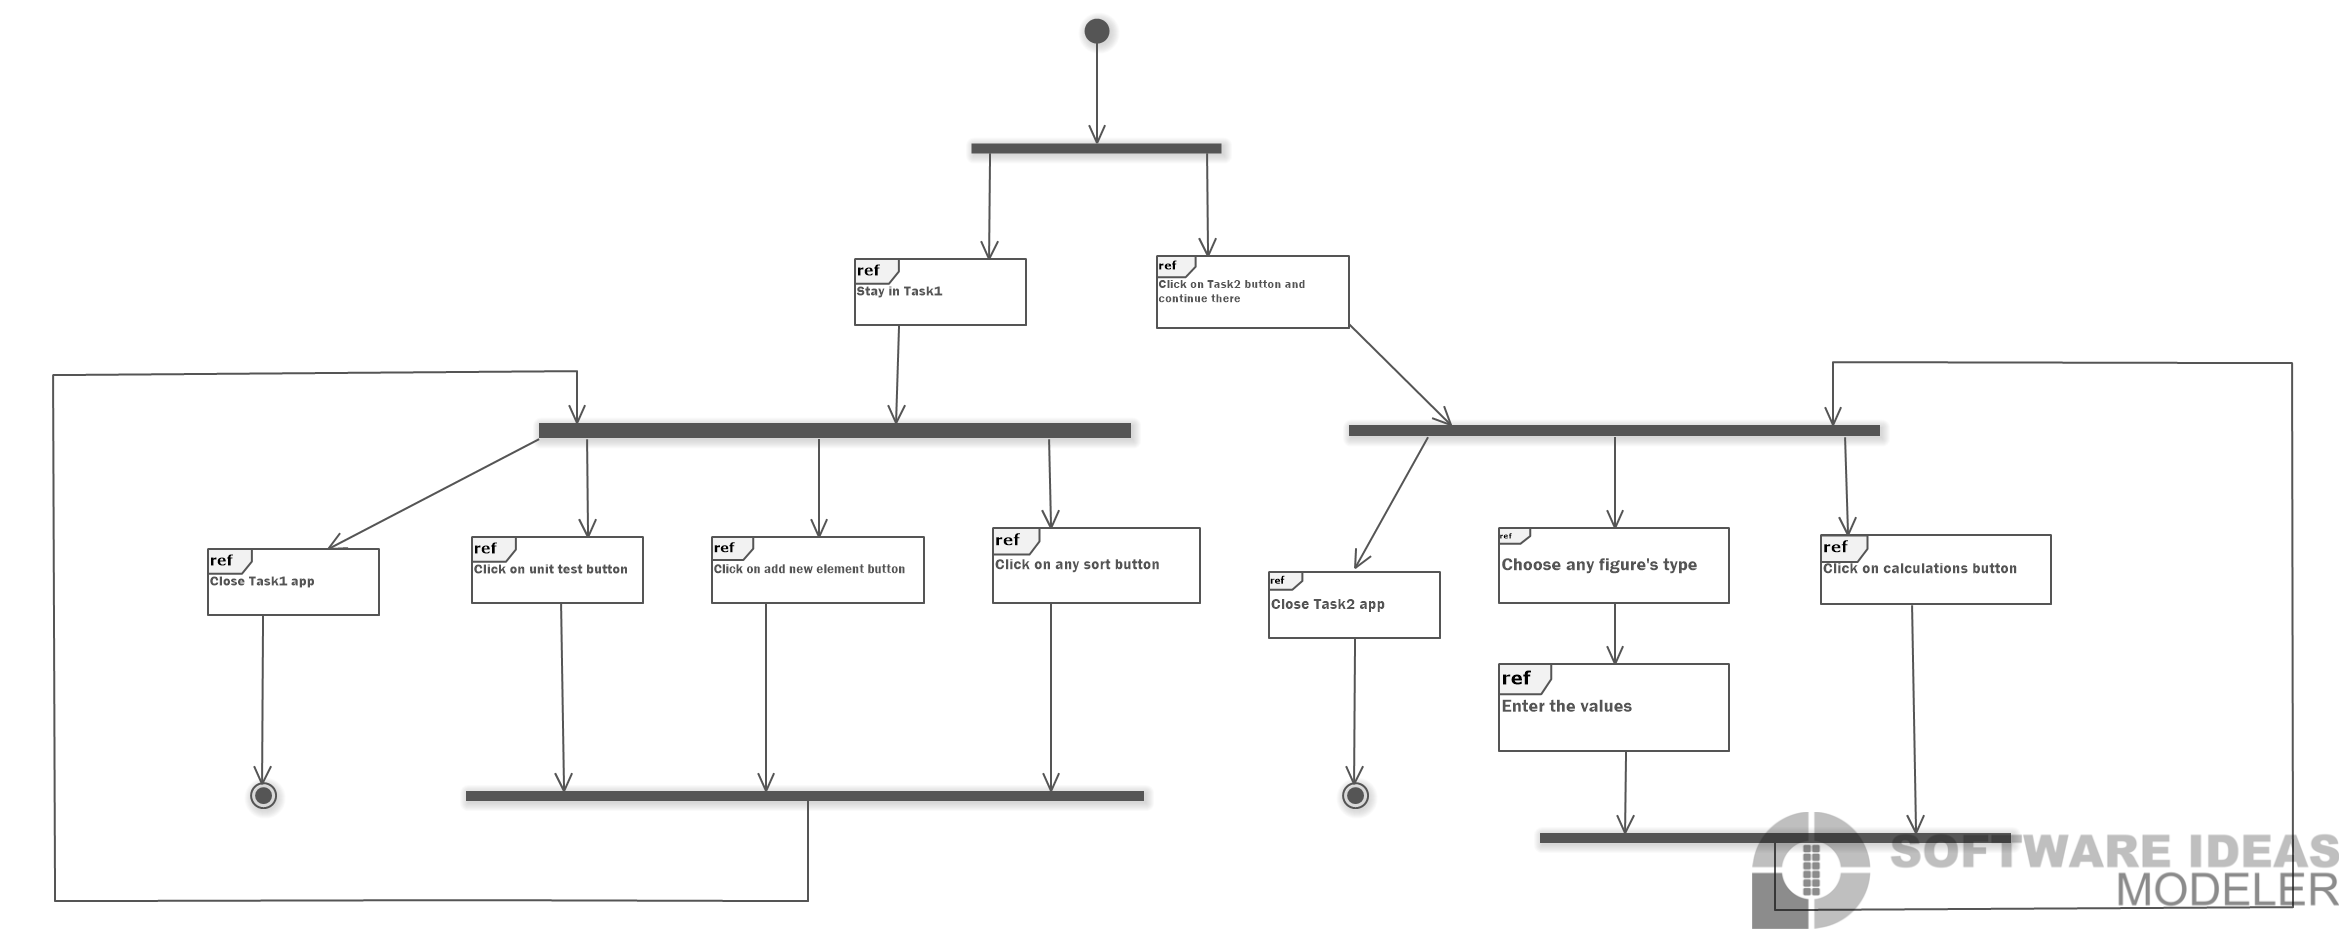 ref
Stay in Task1
ref
Click on Task2 button and
continue there
ref
Close Task1 app
ref
Click on unit test button
ref
Click on add new element button
ref
Click on any sort button
ref
Close Task2 app
ref
Choose any figure's type
ref
Click on calculations button
ref
Enter the values
SOFTWARE IDEAS
MODELER